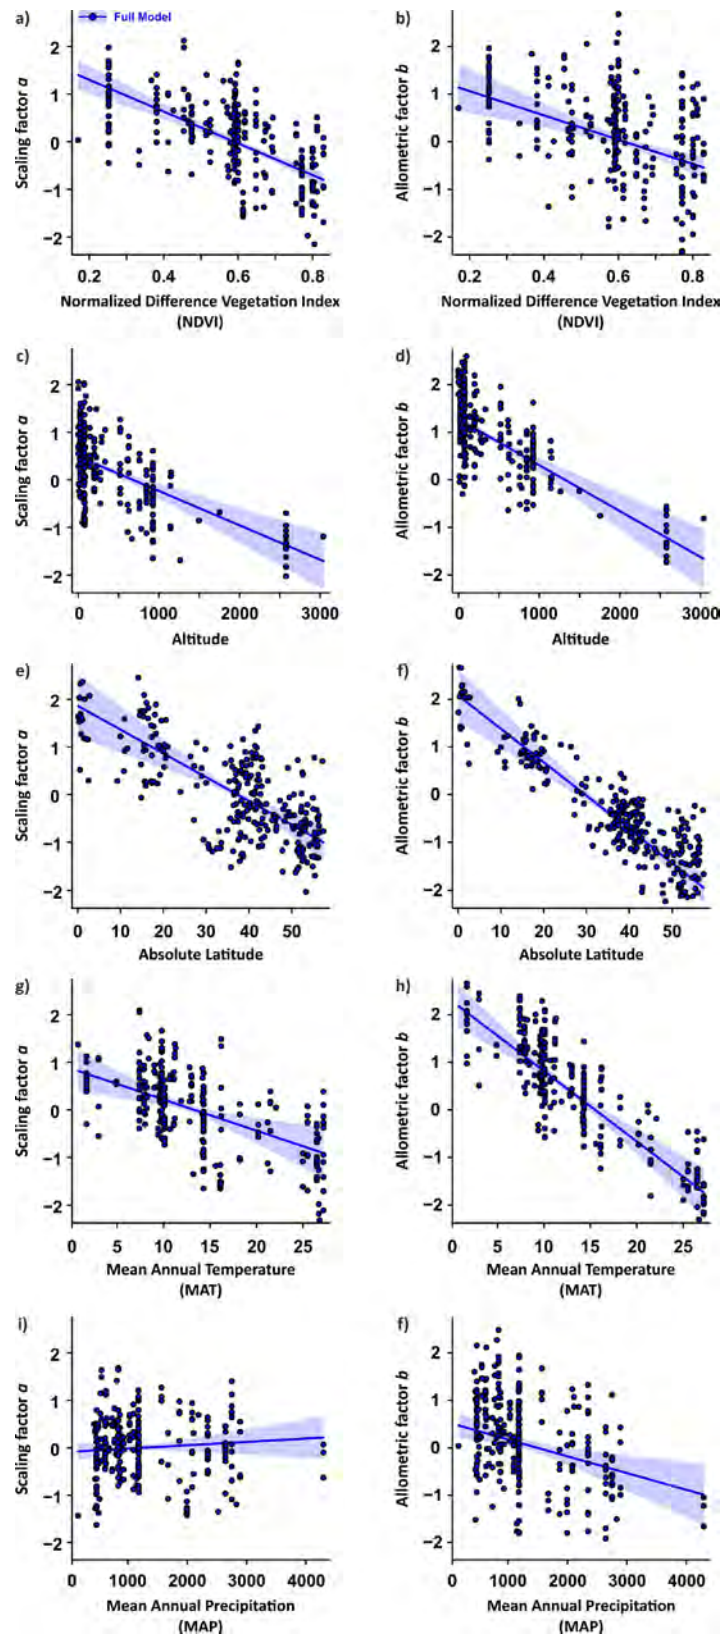 a)
Full Model
Scaling factor a
2
1
0
−1
−2
0.2
0.4
0.6
0.8
Normalized Difference Vegetation Index
(NDVI)
b)
Allometric factor b
2
1
0
−1
−2
0.2
0.4
0.6
0.8
Normalized Difference Vegetation Index
(NDVI)
c)
Scaling factor a
2
1
0
−1
−2
0
1000
2000
3000
Altitude
d)
Allometric factor b
2
1
0
−1
−2
0
1000
2000
3000
Altitude
e)
Scaling factor a
2
1
0
−1
−2
0
10
20
30
40
50
Absolute Latitude
f)
Allometric factor b
2
1
0
−1
−2
0
10
20
30
40
50
Absolute Latitude
g)
Scaling factor a
2
1
0
−1
−2
0
5
10
15
20
25
Mean Annual Temperature
(MAT)
h)
Allometric factor b
2
1
0
−1
−2
0
5
10
15
20
25
Mean Annual Temperature
(MAT)
i)
Scaling factor a
2
1
0
−1
−2
0
1000
2000
3000
4000
Mean Annual Precipitation
(MAP)
f)
Allometric factor b
2
1
0
−1
−2
0
1000
2000
3000
4000
Mean Annual Precipitation
(MAP)